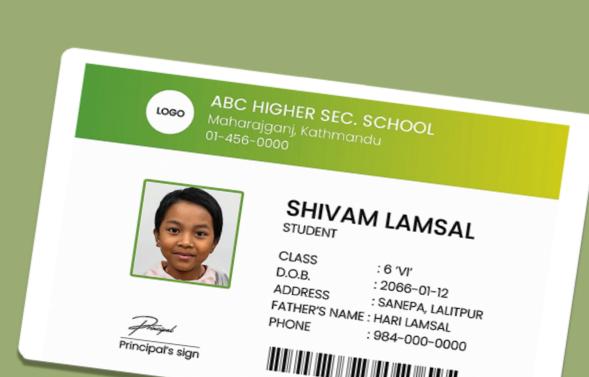 LOGO
ABC HIGHER SEC. SCHOOL
Maharajganj, Kathmandu
01-456-0000
SHIVAM LAMSAL
STUDENT
CLASS : 6 'VI'
D.O.B. : 2066-01-12
ADDRESS : SANEPA, LALITPUR
FATHER'S NAME : HARI LAMSAL
PHONE : 984-000-0000
Principal
Principal's sign